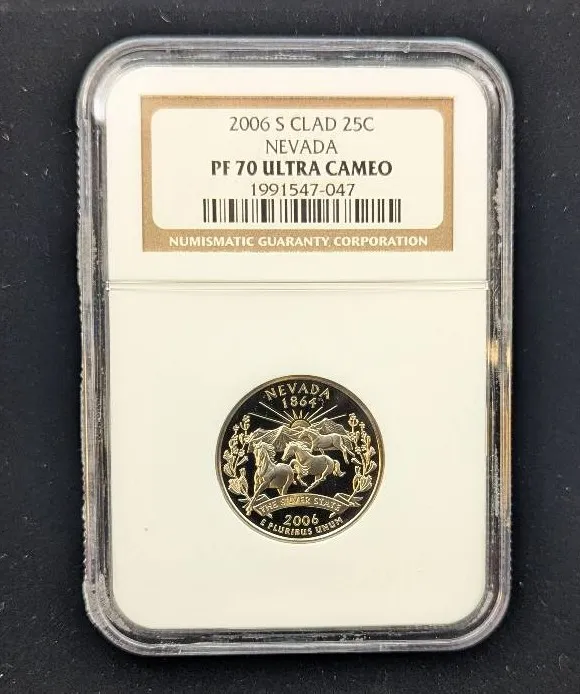 2006 S CLAD 25C
NEVADA
PF 70 ULTRA CAMEO
1991547-047
NUMISMATIC GUARANTY CORPORATION
NEVADA
1864
THE SILVER STATE
2006
E PLURIBUS UNUM